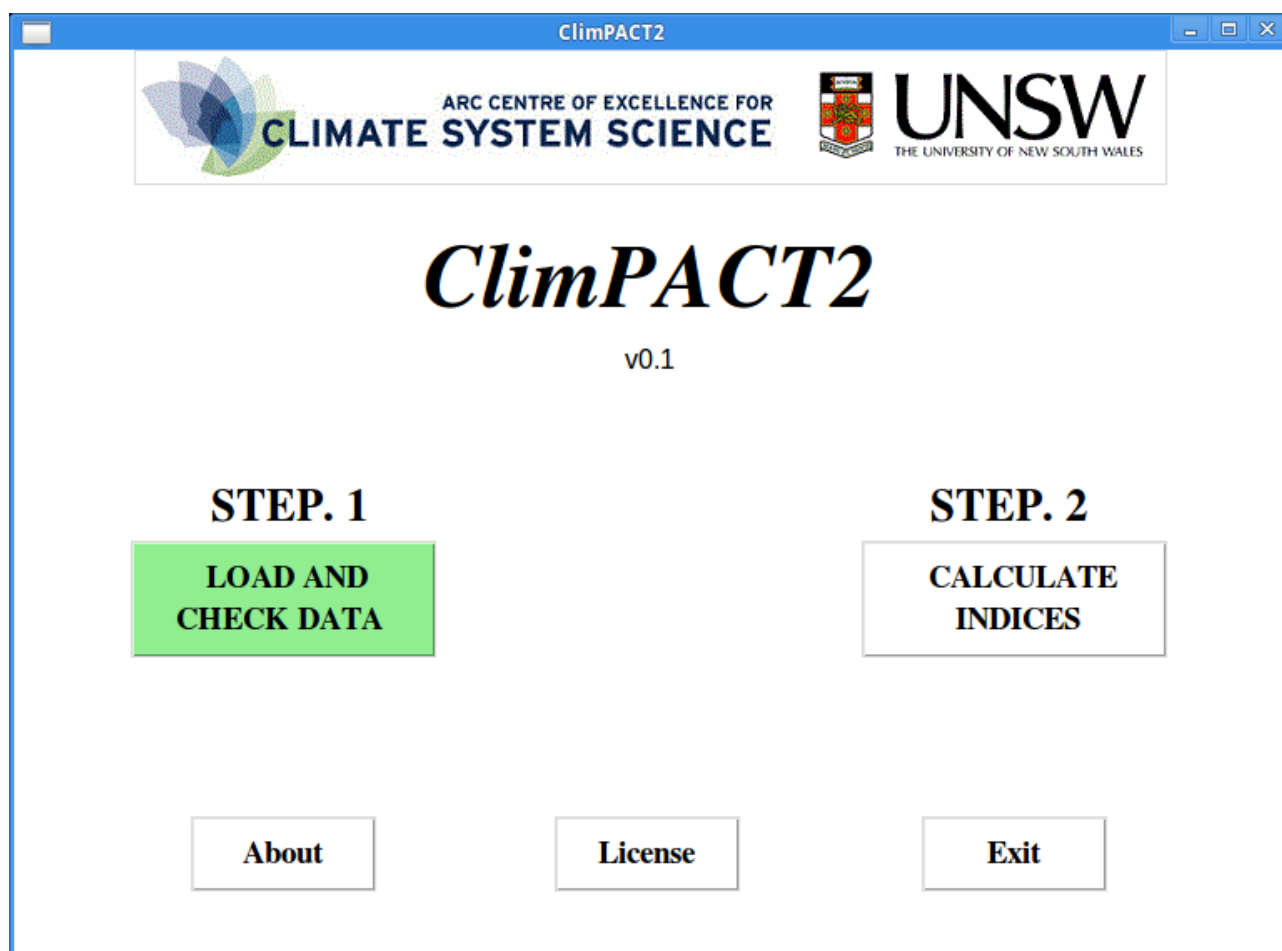 ClimPACT2
ARC CENTRE OF EXCELLENCE FOR
CLIMATE SYSTEM SCIENCE
UNSW
THE UNIVERSITY OF NEW SOUTH WALES
ClimPACT2
v0.1
STEP. 1
LOAD AND
CHECK DATA
STEP. 2
CALCULATE
INDICES
About
License
Exit